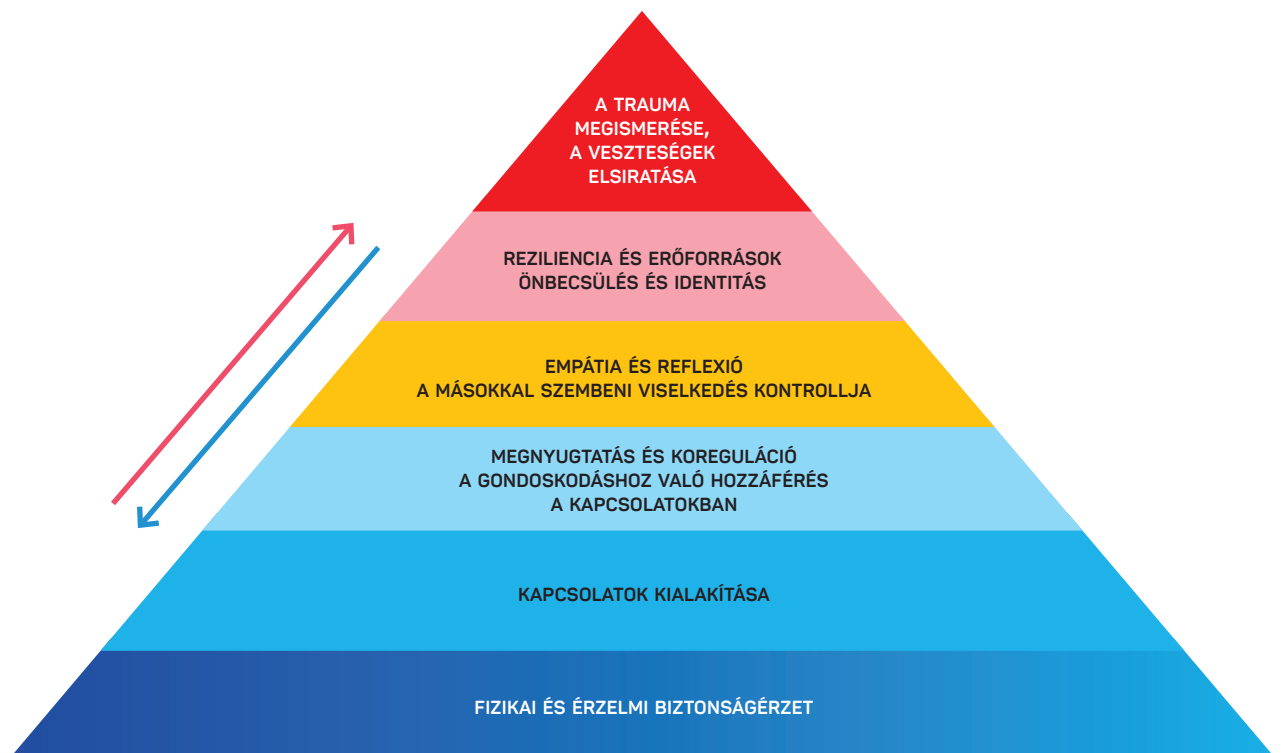 A TRAUMA
MEGISMERÉSE,
A VESZTESÉGEK
ELSIRATÁSA
REZILIENCIA ÉS ERŐFORRÁSOK
ÖNBECSÜLÉS ÉS IDENTITÁS
EMPÁTIA ÉS REFLEXIÓ
A MÁSOKKAL SZEMBENI VISELKEDÉS KONTROLLJA
MEGNYUGTATÁS ÉS KOREGULÁCIÓ
A GONDOSKODÁSHOZ VALÓ HOZZÁFÉRÉS
A KAPCSOLATOKBAN
KAPCSOLATOK KIALAKÍTÁSA
FIZIKAI ÉS ÉRZELMI BIZTONSÁGÉRZET